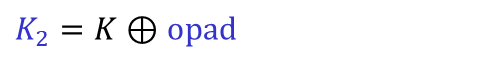 K₂ = K ⊕ opad